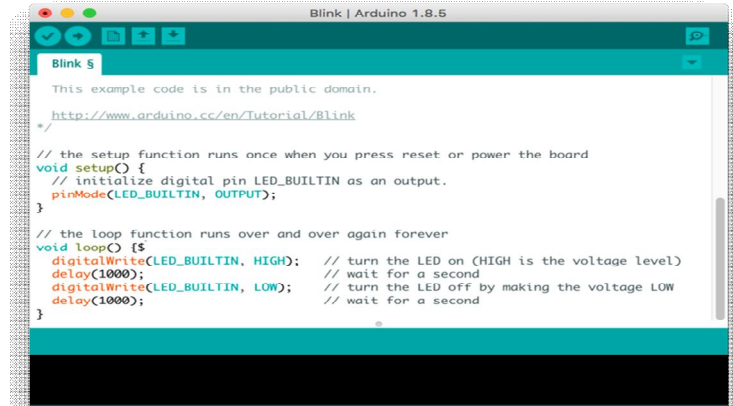 Blink | Arduino 1.8.5
Blink §
This example code is in the public domain.
http://www.arduino.cc/en/Tutorial/Blink
*/
// the setup function runs once when you press reset or power the board
void setup() {
// initialize digital pin LED_BUILTIN as an output.
pinMode(LED_BUILTIN, OUTPUT);
}
// the loop function runs over and over again forever
void loop() {$
digitalWrite(LED_BUILTIN, HIGH); // turn the LED on (HIGH is the voltage level)
delay(1000); // wait for a second
digitalWrite(LED_BUILTIN, LOW); // turn the LED off by making the voltage LOW
delay(1000); // wait for a second
}